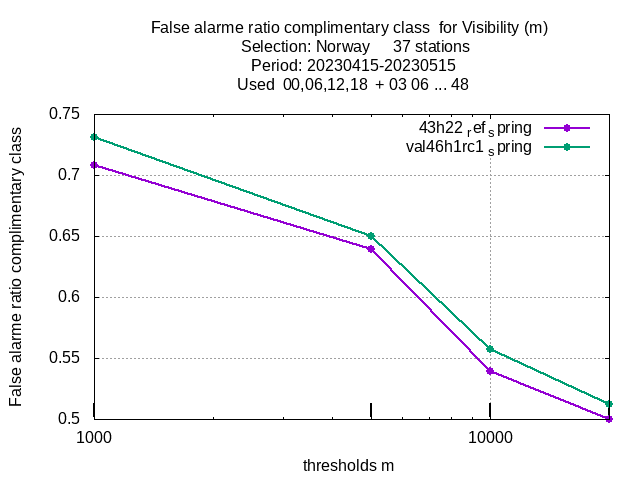 False alarme ratio complimentary class for Visibility (m)
Selection: Norway 37 stations
Period: 20230415-20230515
Used 00,06,12,18 + 03 06 ... 48
0.75
0.7
0.65
0.6
0.55
0.5
False alarme ratio complimentary class
43h22 ref spring
val46h1rc1 spring
1000
10000
thresholds m